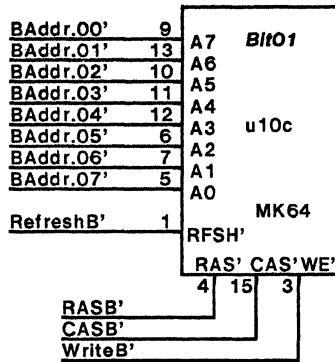 BAddr.00' 9 A7 Bit01
BAddr.01' 13 A6
BAddr.02' 10 A5
BAddr.03' 11 A4
BAddr.04' 12 A3 u10c
BAddr.05' 6 A2
BAddr.06' 7 A1
BAddr.07' 5 A0
MK64
RefreshB' 1 RFSH'
RAS' CAS' WE'
4 15 3
RASB'
CASB'
WriteB'